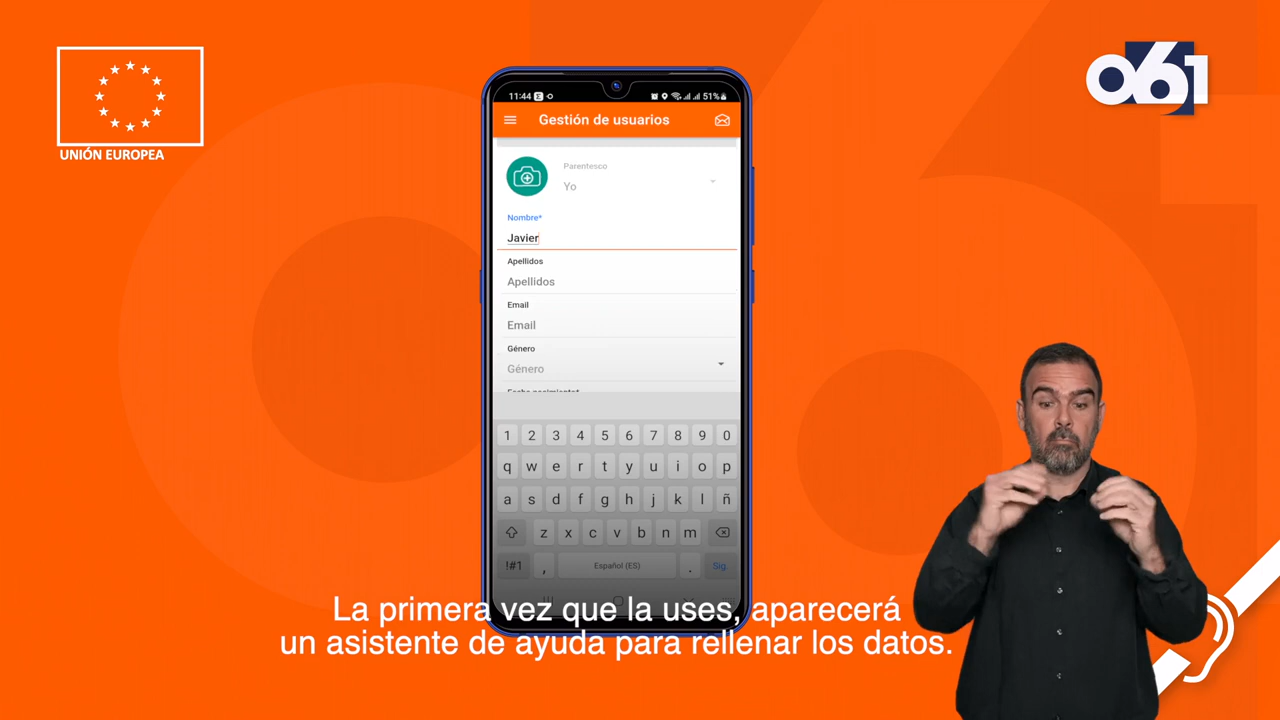 UNIÓN EUROPEA
061
11:44
51%
Gestión de usuarios
Parentesco
Yo
Nombre*
Javier
Apellidos
Apellidos
Email
Email
Género
Género
1 2 3 4 5 6 7 8 9 0
q w e r t y u i o p
a s d f g h j k l ñ
z x c v b n m
!#1 , Español (ES) . Sig.
La primera vez que la uses, aparecerá
un asistente de ayuda para rellenar los datos.